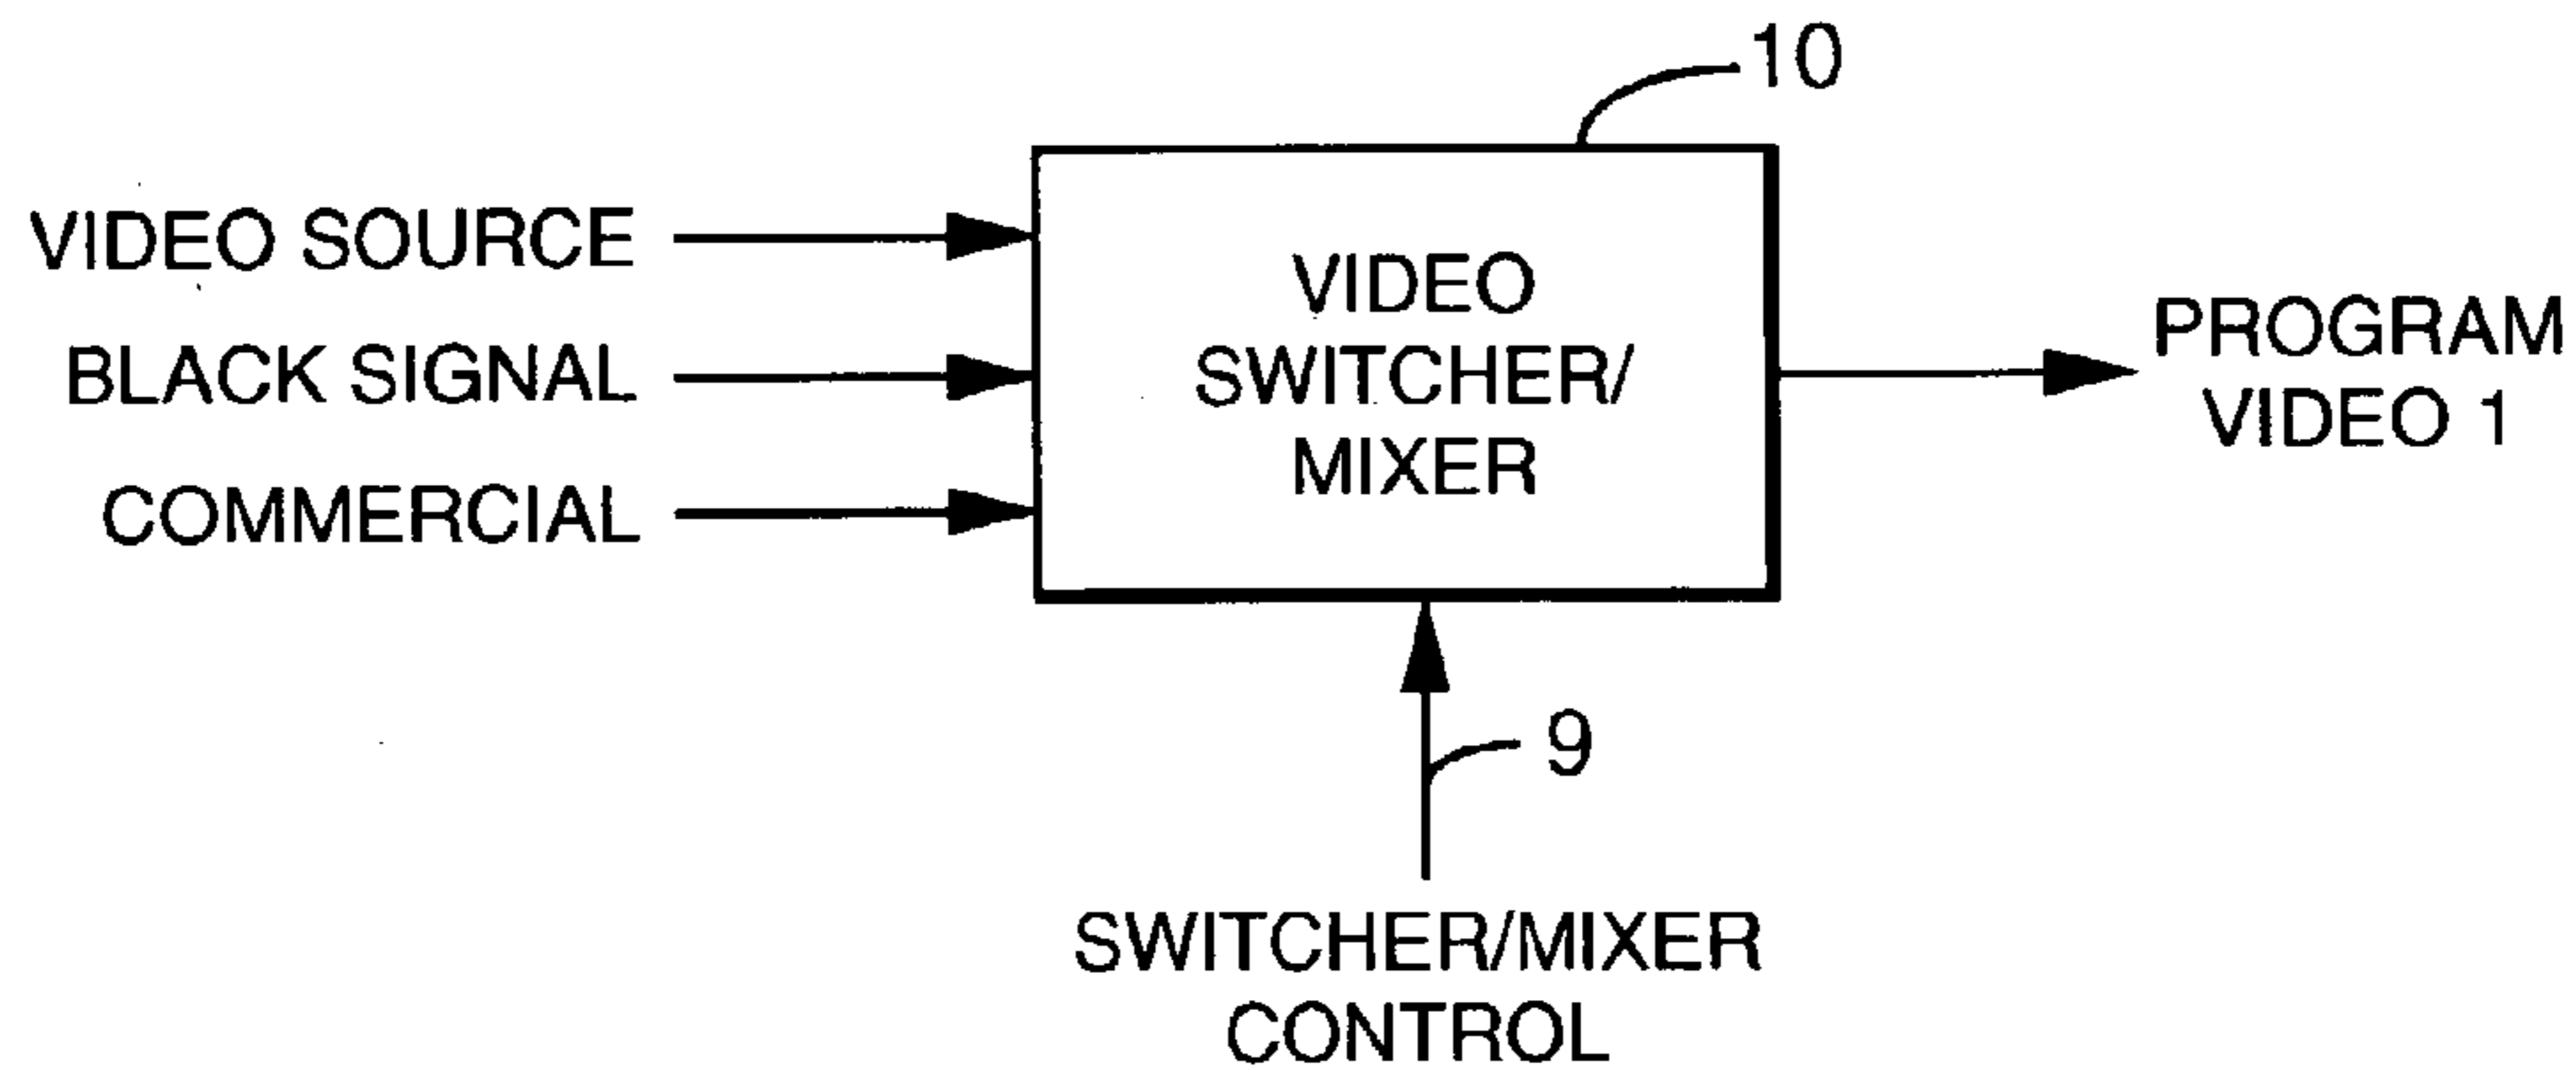 10
VIDEO SOURCE
BLACK SIGNAL
COMMERCIAL
VIDEO
SWITCHER/
MIXER
PROGRAM
VIDEO 1
9
SWITCHER/MIXER
CONTROL